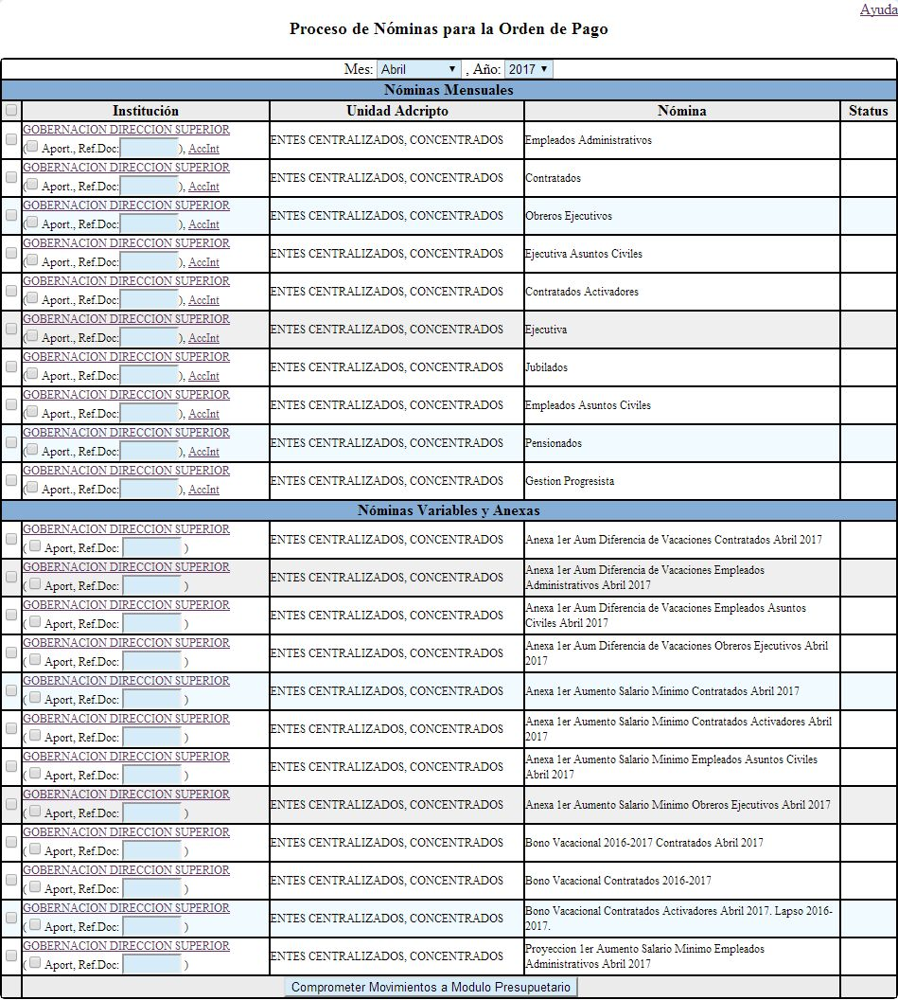 Ayuda
Proceso de Nóminas para la Orden de Pago
Mes: Abril , Año: 2017
Nóminas Mensuales
Institución Unidad Adcripto Nómina Status
GOBERNACION DIRECCION SUPERIOR
( Aport., Ref.Doc: ), AccInt
ENTES CENTRALIZADOS, CONCENTRADOS
Empleados Administrativos
GOBERNACION DIRECCION SUPERIOR
( Aport., Ref.Doc: ), AccInt
ENTES CENTRALIZADOS, CONCENTRADOS
Contratados
GOBERNACION DIRECCION SUPERIOR
( Aport., Ref.Doc: ), AccInt
ENTES CENTRALIZADOS, CONCENTRADOS
Obreros Ejecutivos
GOBERNACION DIRECCION SUPERIOR
( Aport., Ref.Doc: ), AccInt
ENTES CENTRALIZADOS, CONCENTRADOS
Ejecutiva Asuntos Civiles
GOBERNACION DIRECCION SUPERIOR
( Aport., Ref.Doc: ), AccInt
ENTES CENTRALIZADOS, CONCENTRADOS
Contratados Activadores
GOBERNACION DIRECCION SUPERIOR
( Aport., Ref.Doc: ), AccInt
ENTES CENTRALIZADOS, CONCENTRADOS
Ejecutiva
GOBERNACION DIRECCION SUPERIOR
( Aport., Ref.Doc: ), AccInt
ENTES CENTRALIZADOS, CONCENTRADOS
Jubilados
GOBERNACION DIRECCION SUPERIOR
( Aport., Ref.Doc: ), AccInt
ENTES CENTRALIZADOS, CONCENTRADOS
Empleados Asuntos Civiles
GOBERNACION DIRECCION SUPERIOR
( Aport., Ref.Doc: ), AccInt
ENTES CENTRALIZADOS, CONCENTRADOS
Pensionados
GOBERNACION DIRECCION SUPERIOR
( Aport., Ref.Doc: ), AccInt
ENTES CENTRALIZADOS, CONCENTRADOS
Gestion Progresista
Nóminas Variables y Anexas
GOBERNACION DIRECCION SUPERIOR
( Aport, Ref.Doc: )
ENTES CENTRALIZADOS, CONCENTRADOS
Anexa 1er Aum Diferencia de Vacaciones Contratados Abril 2017
GOBERNACION DIRECCION SUPERIOR
( Aport, Ref.Doc: )
ENTES CENTRALIZADOS, CONCENTRADOS
Anexa 1er Aum Diferencia de Vacaciones Empleados
Administrativos Abril 2017
GOBERNACION DIRECCION SUPERIOR
( Aport, Ref.Doc: )
ENTES CENTRALIZADOS, CONCENTRADOS
Anexa 1er Aum Diferencia de Vacaciones Empleados Asuntos
Civiles Abril 2017
GOBERNACION DIRECCION SUPERIOR
( Aport, Ref.Doc: )
ENTES CENTRALIZADOS, CONCENTRADOS
Anexa 1er Aum Diferencia de Vacaciones Obreros Ejecutivos Abril
2017
GOBERNACION DIRECCION SUPERIOR
( Aport, Ref.Doc: )
ENTES CENTRALIZADOS, CONCENTRADOS
Anexa 1er Aumento Salario Minimo Contratados Abril 2017
GOBERNACION DIRECCION SUPERIOR
( Aport, Ref.Doc: )
ENTES CENTRALIZADOS, CONCENTRADOS
Anexa 1er Aumento Salario Minimo Contratados Activadores Abril
2017
GOBERNACION DIRECCION SUPERIOR
( Aport, Ref.Doc: )
ENTES CENTRALIZADOS, CONCENTRADOS
Anexa 1er Aumento Salario Minimo Empleados Asuntos Civiles
Abril 2017
GOBERNACION DIRECCION SUPERIOR
( Aport, Ref.Doc: )
ENTES CENTRALIZADOS, CONCENTRADOS
Anexa 1er Aumento Salario Minimo Obreros Ejecutivos Abril 2017
GOBERNACION DIRECCION SUPERIOR
( Aport, Ref.Doc: )
ENTES CENTRALIZADOS, CONCENTRADOS
Bono Vacacional 2016-2017 Contratados Abril 2017
GOBERNACION DIRECCION SUPERIOR
( Aport, Ref.Doc: )
ENTES CENTRALIZADOS, CONCENTRADOS
Bono Vacacional Contratados 2016-2017
GOBERNACION DIRECCION SUPERIOR
( Aport, Ref.Doc: )
ENTES CENTRALIZADOS, CONCENTRADOS
Bono Vacacional Contratados Activadores Abril 2017. Lapso 2016-
2017.
GOBERNACION DIRECCION SUPERIOR
( Aport, Ref.Doc: )
ENTES CENTRALIZADOS, CONCENTRADOS
Proyeccion 1er Aumento Salario Minimo Empleados
Administrativos Abril 2017
Comprometer Movimientos a Modulo Presupuetario